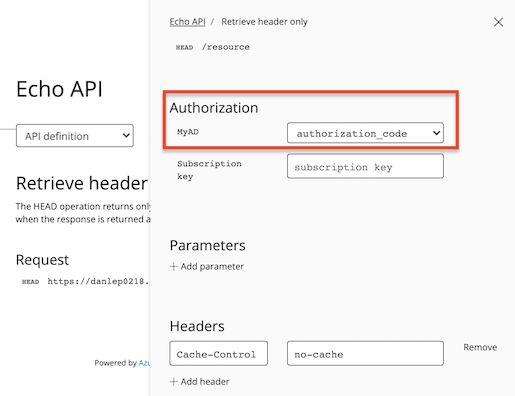 Echo API / Retrieve header only
HEAD /resource
Echo API
API definition
Retrieve header
The HEAD operation returns only
when the response is returned a
Request
HEAD https://danlep0218.
Powered by Azu
Authorization
MyAD authorization_code
Subscription key subscription key
Parameters
+ Add parameter
Headers
Cache-Control no-cache Remove
+ Add header